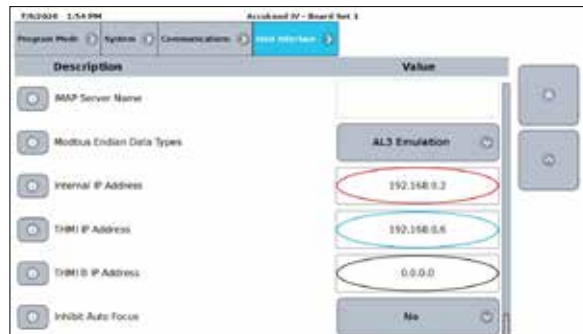 7/6/2020 1:54 PM AccuLoad IV - Board Set 1
Program Mode System Communications Host Interface
Description Value
IMAP Server Name
Modbus Endian Data Types AL3 Emulation
Internal IP Address 192.168.0.2
THMI IP Address 192.168.0.6
THMI B IP Address 0.0.0.0
Inhibit Auto Focus No